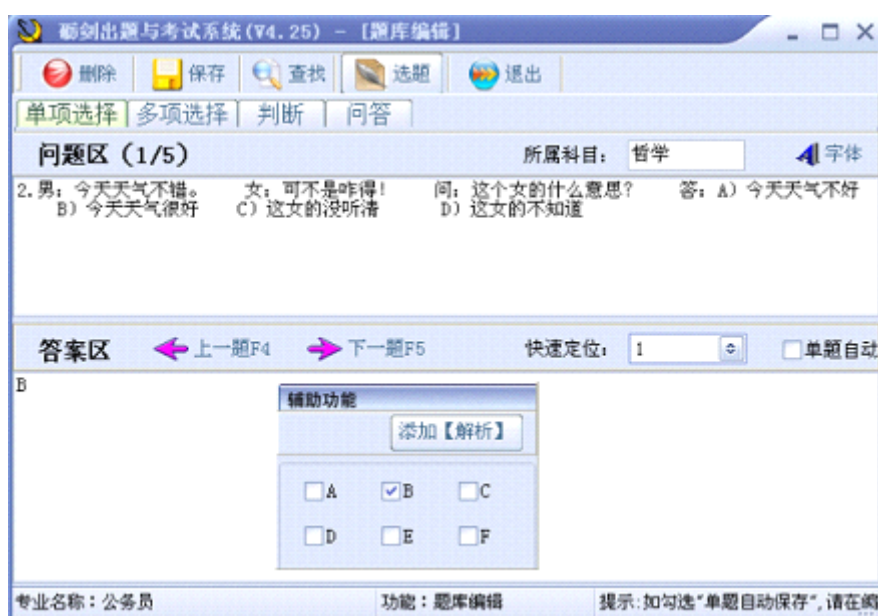 砺剑出题与考试系统(V4.25) - [题库编辑]
删除 保存 查找 选题 退出
单项选择 多项选择 判断 问答
问题区 (1/5) 所属科目: 哲学 字体
2.男: 今天天气不错。 女: 可不是咋得! 问: 这个女的什么意思? 答: A) 今天天气不好
B) 今天天气很好 C) 这女的没听清 D) 这女的不知道
答案区 上一题F4 下一题F5 快速定位: 1 单题自动
B
辅助功能
添加【解析】
A B C
D E F
专业名称:公务员 功能:题库编辑 提示:如勾选"单题自动保存",请在编